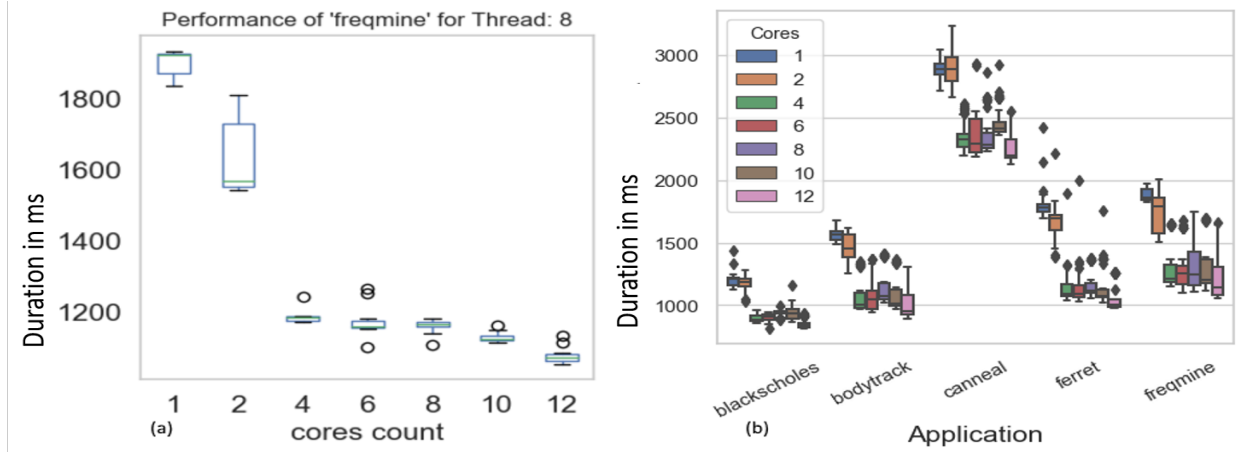 Performance of 'freqmine' for Thread: 8
Duration in ms
1800
1600
1400
1200
1 2 4 6 8 10 12
(a)
cores count
Duration in ms
3000
2500
2000
1500
1000
Cores
1
2
4
6
8
10
12
blackscholes bodytrack canneal ferret freqmine
(b)
Application